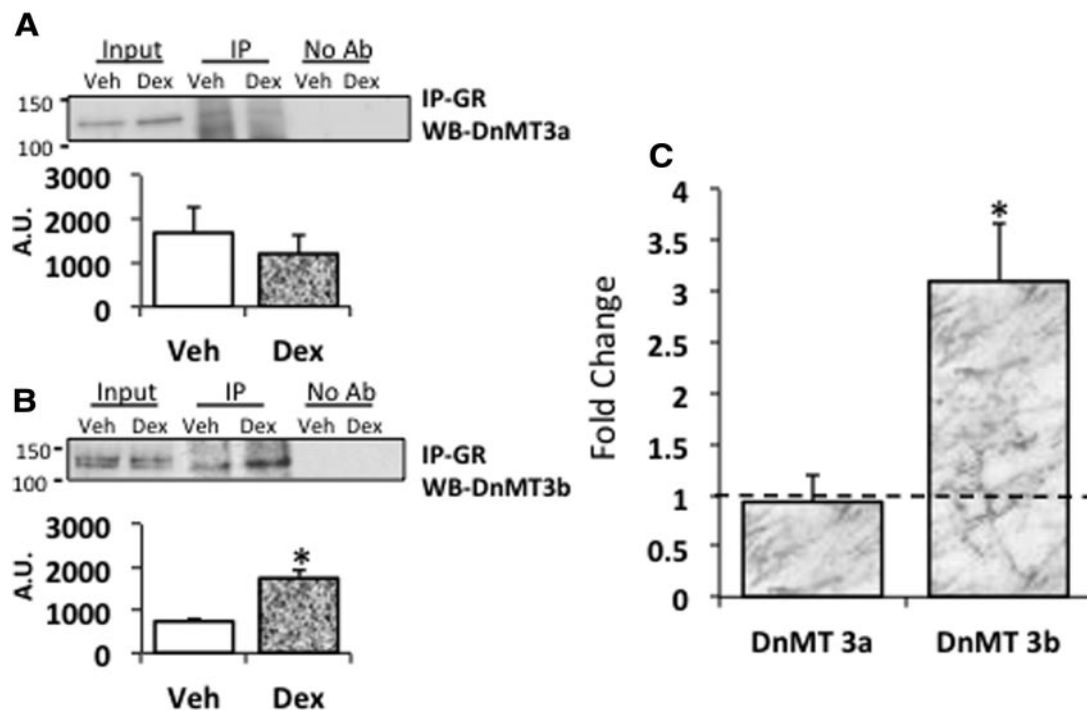 A
Input IP No Ab
Veh Dex Veh Dex Veh Dex
150
100
IP-GR
WB-DnMT3a
3000
2000
1000
0
A.U.
Veh Dex
B
Input IP No Ab
Veh Dex Veh Dex Veh Dex
150
100
IP-GR
WB-DnMT3b
3000
2000
1000
0
A.U.
*
Veh Dex
C
4
3.5
3
2.5
2
1.5
1
0.5
0
Fold Change
*
DnMT 3a DnMT 3b